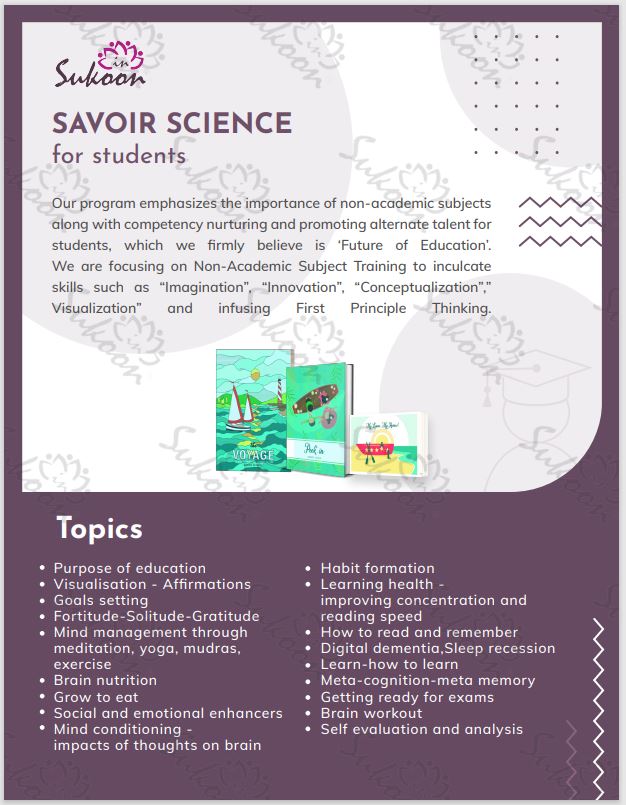 in
Sukoon
SAVOIR SCIENCE
for students
Our program emphasizes the importance of non-academic subjects
along with competency nurturing and promoting alternate talent for
students, which we firmly believe is ‘Future of Education’.
We are focusing on Non-Academic Subject Training to inculcate
skills such as “Imagination”, “Innovation”, “Conceptualization”,”
Visualization” and infusing First Principle Thinking.
VOYAGE
Peek in
Topics
Purpose of education
Visualisation - Affirmations
Goals setting
Fortitude-Solitude-Gratitude
Mind management through
meditation, yoga, mudras,
exercise
Brain nutrition
Grow to eat
Social and emotional enhancers
Mind conditioning -
impacts of thoughts on brain
Habit formation
Learning health -
improving concentration and
reading speed
How to read and remember
Digital dementia,Sleep recession
Learn-how to learn
Meta-cognition-meta memory
Getting ready for exams
Brain workout
Self evaluation and analysis